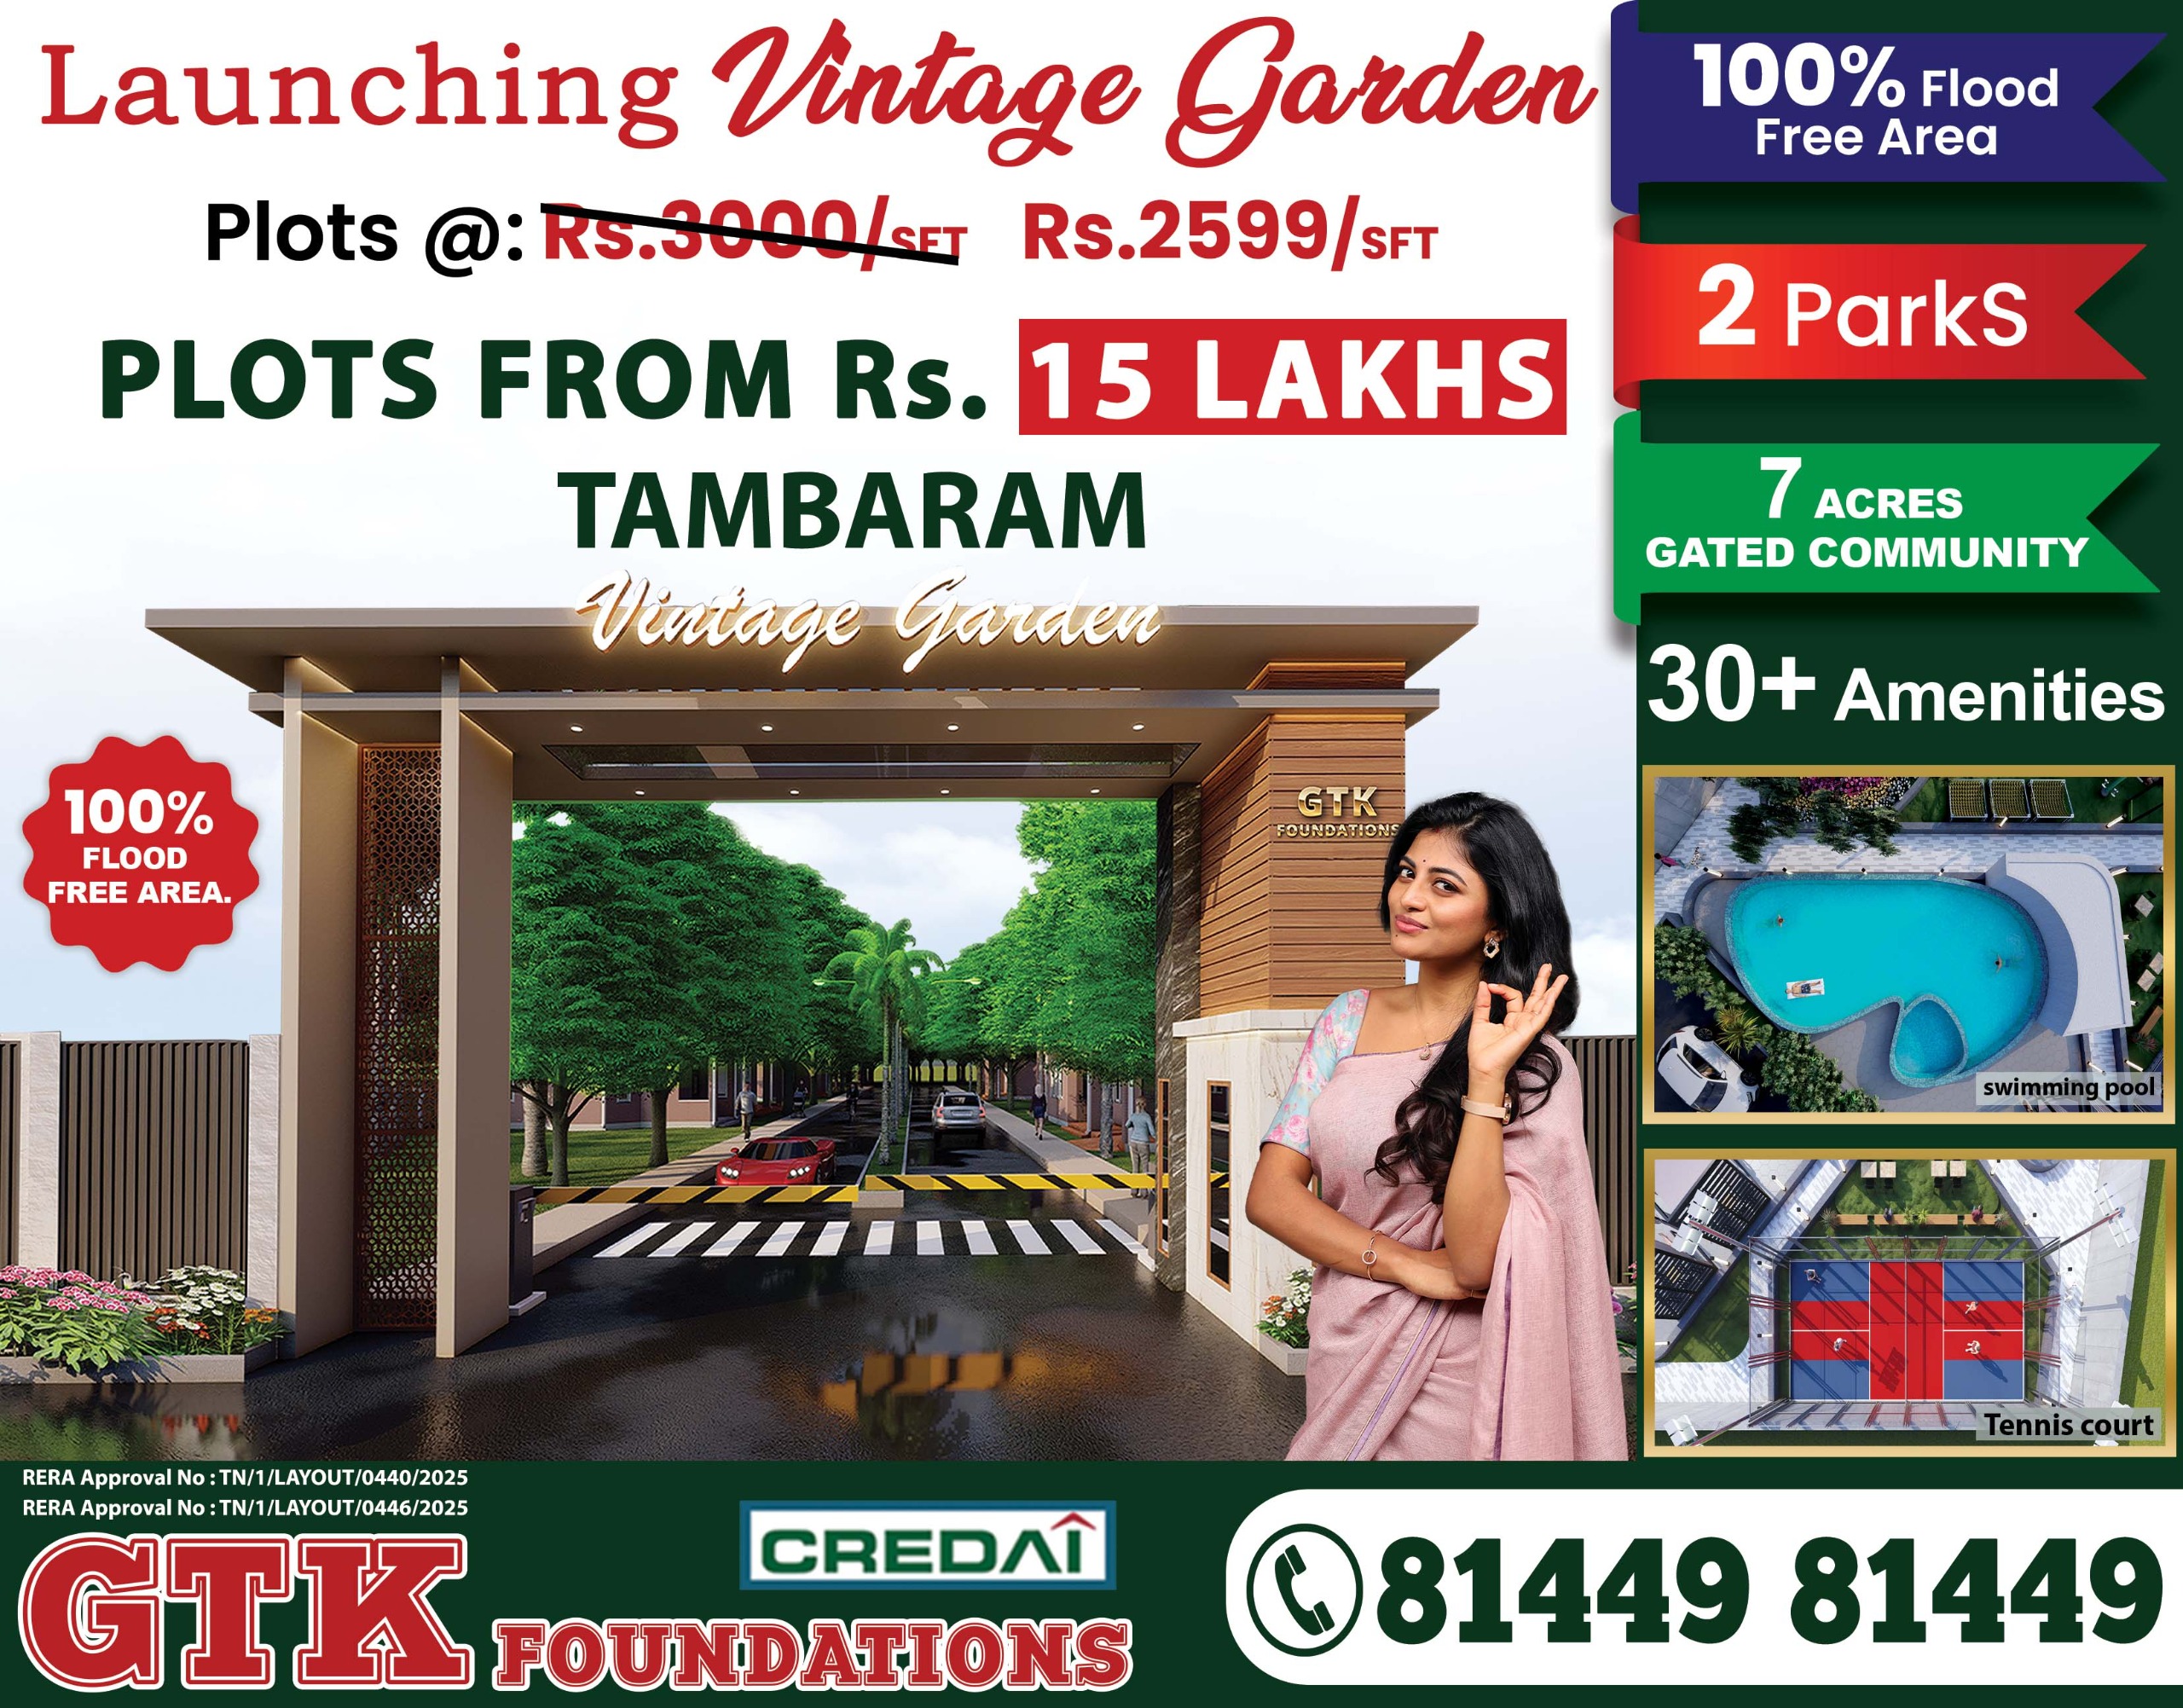 Launching Vintage Garden
Plots @: Rs.3000/SFT Rs.2599/SFT
PLOTS FROM Rs. 15 LAKHS
TAMBARAM
Vintage Garden
100%
FLOOD
FREE AREA.
GTK
FOUNDATIONS
100% Flood
Free Area
2 ParkS
7 ACRES
GATED COMMUNITY
30+ Amenities
swimming pool
Tennis court
RERA Approval No : TN/1/LAYOUT/0440/2025
RERA Approval No : TN/1/LAYOUT/0446/2025
GTK FOUNDATIONS
CREDAI
81449 81449